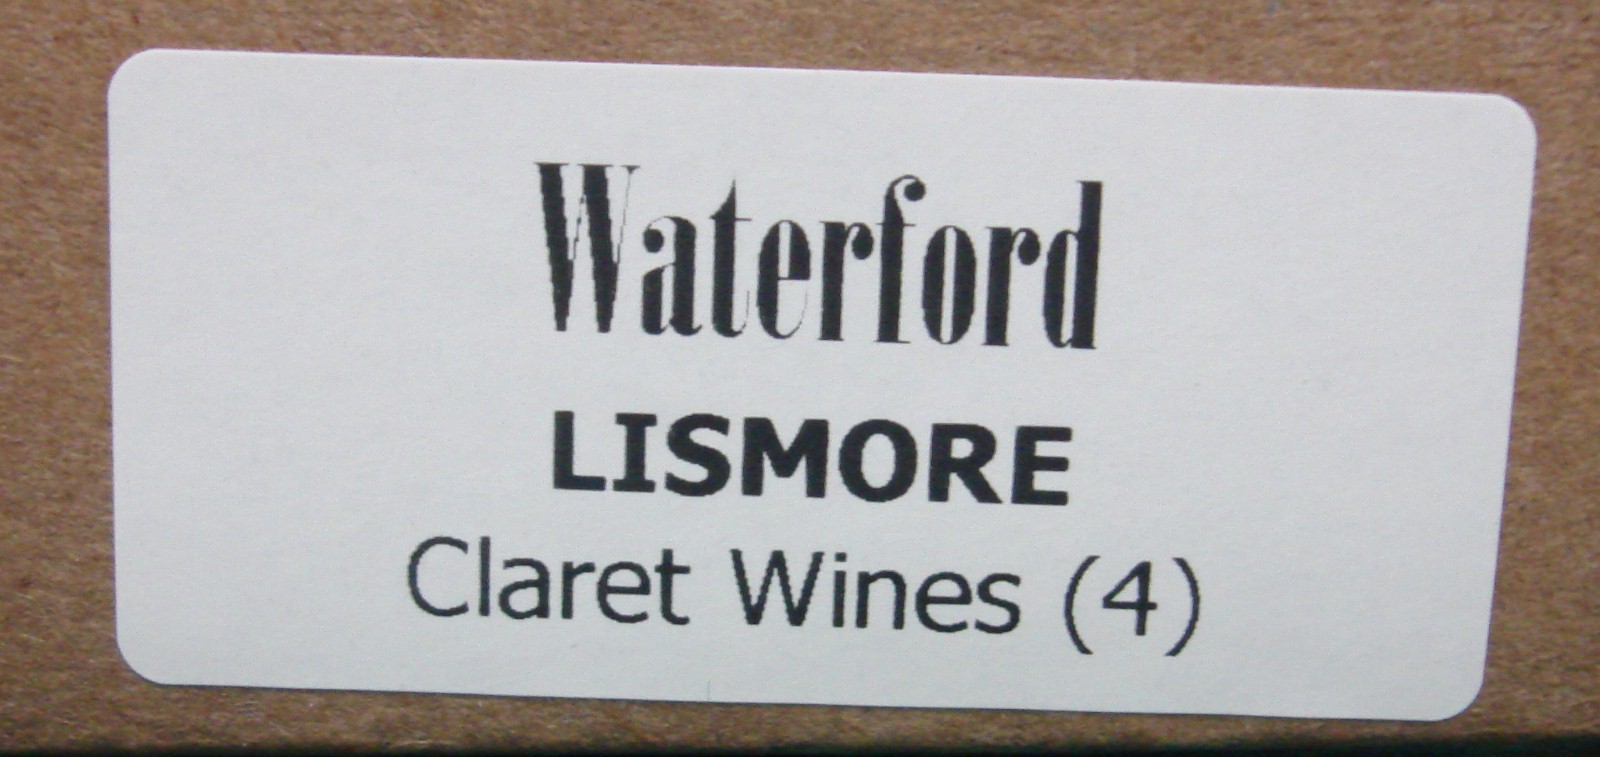 Waterford
LISMORE
Claret Wines (4)